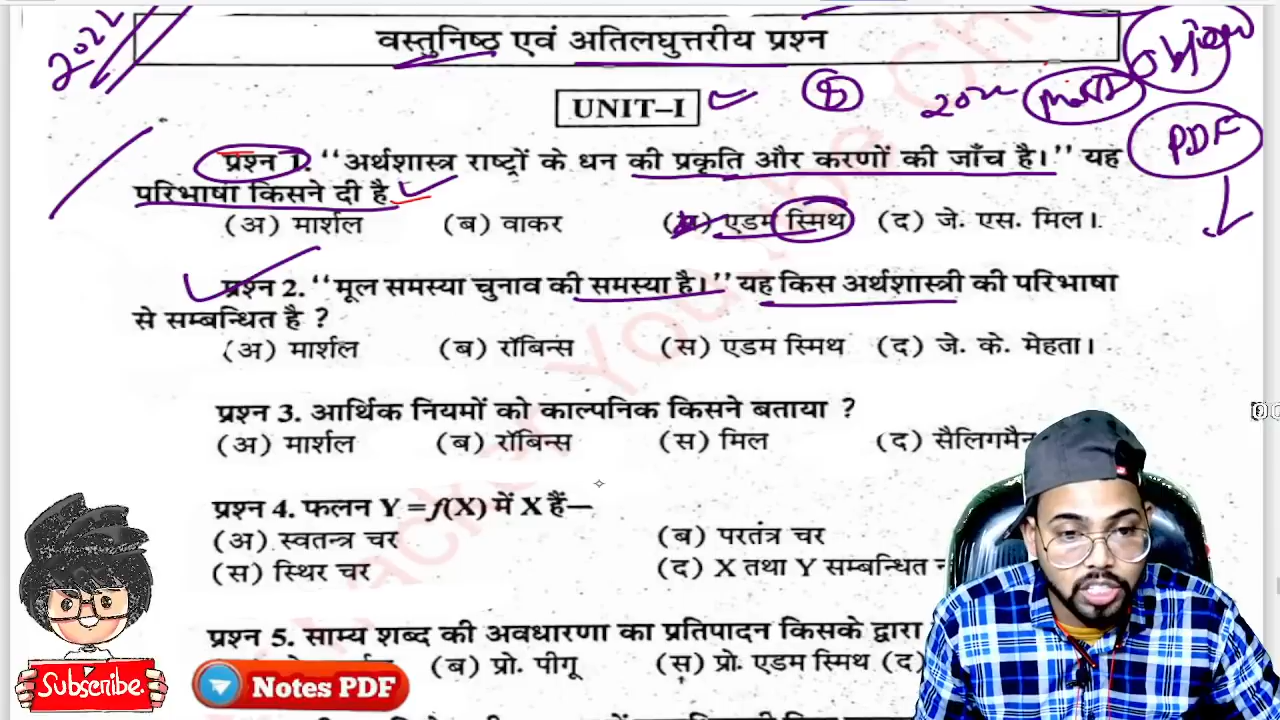 2022
वस्तुनिष्ठ एवं अतिलघुत्तरीय प्रश्न
UNIT–I
2022
PDF
प्रश्न 1. ‘‘अर्थशास्त्र राष्ट्रों के धन की प्रकृति और करणों की जाँच है।’’ यह
परिभाषा किसने दी है
(अ) मार्शल (ब) वाकर (स) एडम स्मिथ (द) जे. एस. मिल।
प्रश्न 2. ‘‘मूल समस्या चुनाव की समस्या है।’’ यह किस अर्थशास्त्री की परिभाषा
से सम्बन्धित है ?
(अ) मार्शल (ब) रॉबिन्स (स) एडम स्मिथ (द) जे. के. मेहता।
प्रश्न 3. आर्थिक नियमों को काल्पनिक किसने बताया ?
(अ) मार्शल (ब) रॉबिन्स (स) मिल (द) सैलिगमैन
प्रश्न 4. फलन Y = f(X) में X हैं—
(अ) स्वतन्त्र चर (ब) परतंत्र चर
(स) स्थिर चर (द) X तथा Y सम्बन्धित
प्रश्न 5. साम्य शब्द की अवधारणा का प्रतिपादन किसके द्वारा
(ब) प्रो. पीगू (स) प्रो. एडम स्मिथ (द)
Subscribe.
Notes PDF